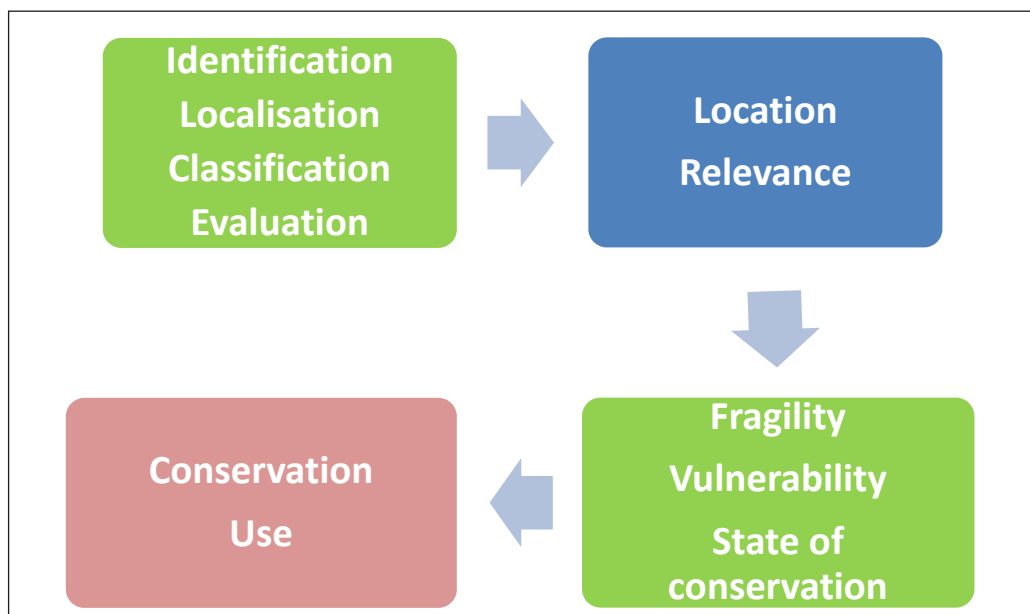 Identification
Localisation
Classification
Evaluation
Location
Relevance
Fragility
Vulnerability
State of
conservation
Conservation
Use